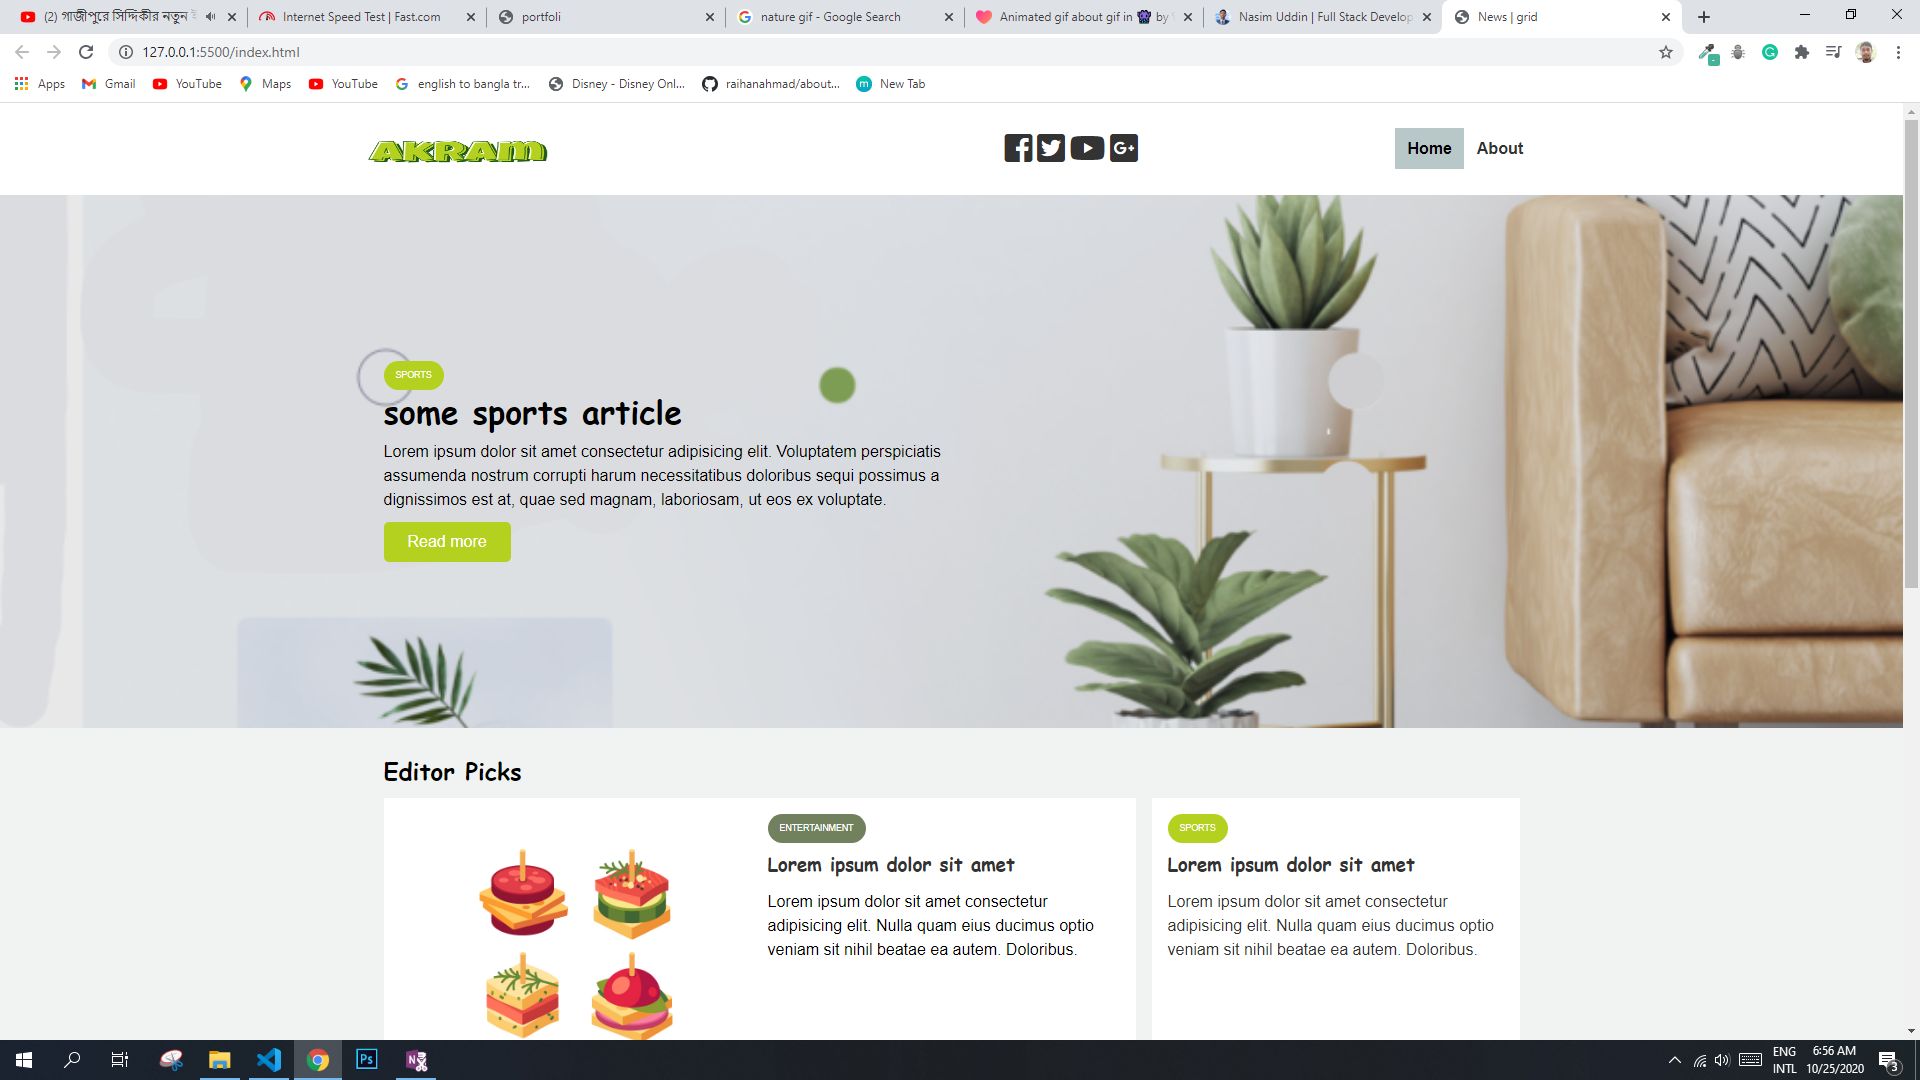 (2) গাজীপুরে সিদ্দিকীর নতুন
Internet Speed Test | Fast.com
portfoli
nature gif - Google Search
Animated gif about gif in 👾 by
Nasim Uddin | Full Stack Develop
News | grid
127.0.0.1:5500/index.html
Apps
Gmail
YouTube
Maps
YouTube
english to bangla tr...
Disney - Disney Onl...
raihanahmad/about...
New Tab
AKRAM
Home
About
SPORTS
some sports article
Lorem ipsum dolor sit amet consectetur adipisicing elit. Voluptatem perspiciatis
assumenda nostrum corrupti harum necessitatibus doloribus sequi possimus a
dignissimos est at, quae sed magnam, laboriosam, ut eos ex voluptate.
Read more
Editor Picks
ENTERTAINMENT
Lorem ipsum dolor sit amet
Lorem ipsum dolor sit amet consectetur
adipisicing elit. Nulla quam eius ducimus optio
veniam sit nihil beatae ea autem. Doloribus.
SPORTS
Lorem ipsum dolor sit amet
Lorem ipsum dolor sit amet consectetur
adipisicing elit. Nulla quam eius ducimus optio
veniam sit nihil beatae ea autem. Doloribus.
Ps
N
ENG
INTL
6:56 AM
10/25/2020
3